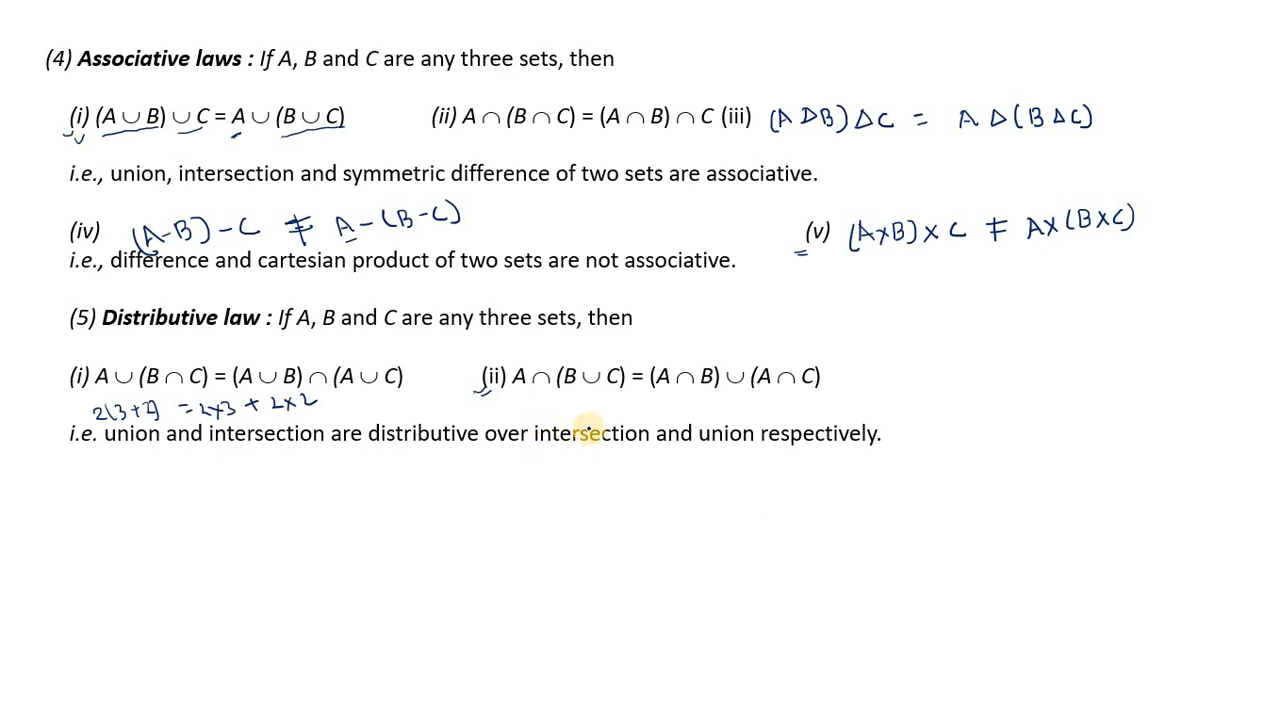 (4) Associative laws : If A, B and C are any three sets, then
(i) (A ∪ B) ∪ C = A ∪ (B ∪ C) (ii) A ∩ (B ∩ C) = (A ∩ B) ∩ C (iii) (A Δ B) Δ C = A Δ (B Δ C)
i.e., union, intersection and symmetric difference of two sets are associative.
(iv) (A-B) - C ≠ A - (B-C) (v) (A×B) × C ≠ A× (B×C)
i.e., difference and cartesian product of two sets are not associative.
(5) Distributive law : If A, B and C are any three sets, then
(i) A ∪ (B ∩ C) = (A ∪ B) ∩ (A ∪ C) (ii) A ∩ (B ∪ C) = (A ∩ B) ∪ (A ∩ C)
2(3+2) = 2×3 + 2×2
i.e. union and intersection are distributive over intersection and union respectively.